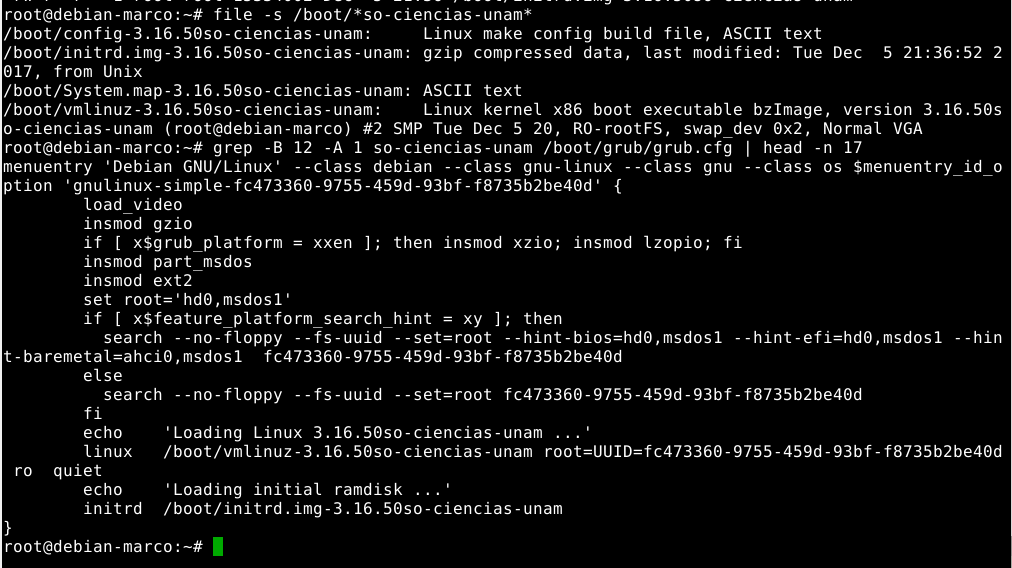 root@debian-marco:~# file -s /boot/*so-ciencias-unam*
/boot/config-3.16.50so-ciencias-unam:     Linux make config build file, ASCII text
/boot/initrd.img-3.16.50so-ciencias-unam: gzip compressed data, last modified: Tue Dec  5 21:36:52 2
017, from Unix
/boot/System.map-3.16.50so-ciencias-unam: ASCII text
/boot/vmlinuz-3.16.50so-ciencias-unam:    Linux kernel x86 boot executable bzImage, version 3.16.50s
o-ciencias-unam (root@debian-marco) #2 SMP Tue Dec 5 20, RO-rootFS, swap_dev 0x2, Normal VGA
root@debian-marco:~# grep -B 12 -A 1 so-ciencias-unam /boot/grub/grub.cfg | head -n 17
menuentry 'Debian GNU/Linux' --class debian --class gnu-linux --class gnu --class os $menuentry_id_o
ption 'gnulinux-simple-fc473360-9755-459d-93bf-f8735b2be40d' {
        load_video
        insmod gzio
        if [ x$grub_platform = xxen ]; then insmod xzio; insmod lzopio; fi
        insmod part_msdos
        insmod ext2
        set root='hd0,msdos1'
        if [ x$feature_platform_search_hint = xy ]; then
          search --no-floppy --fs-uuid --set=root --hint-bios=hd0,msdos1 --hint-efi=hd0,msdos1 --hin
t-baremetal=ahci0,msdos1  fc473360-9755-459d-93bf-f8735b2be40d
        else
          search --no-floppy --fs-uuid --set=root fc473360-9755-459d-93bf-f8735b2be40d
        fi
        echo    'Loading Linux 3.16.50so-ciencias-unam ...'
        linux   /boot/vmlinuz-3.16.50so-ciencias-unam root=UUID=fc473360-9755-459d-93bf-f8735b2be40d
 ro  quiet
        echo    'Loading initial ramdisk ...'
        initrd  /boot/initrd.img-3.16.50so-ciencias-unam
}
root@debian-marco:~#